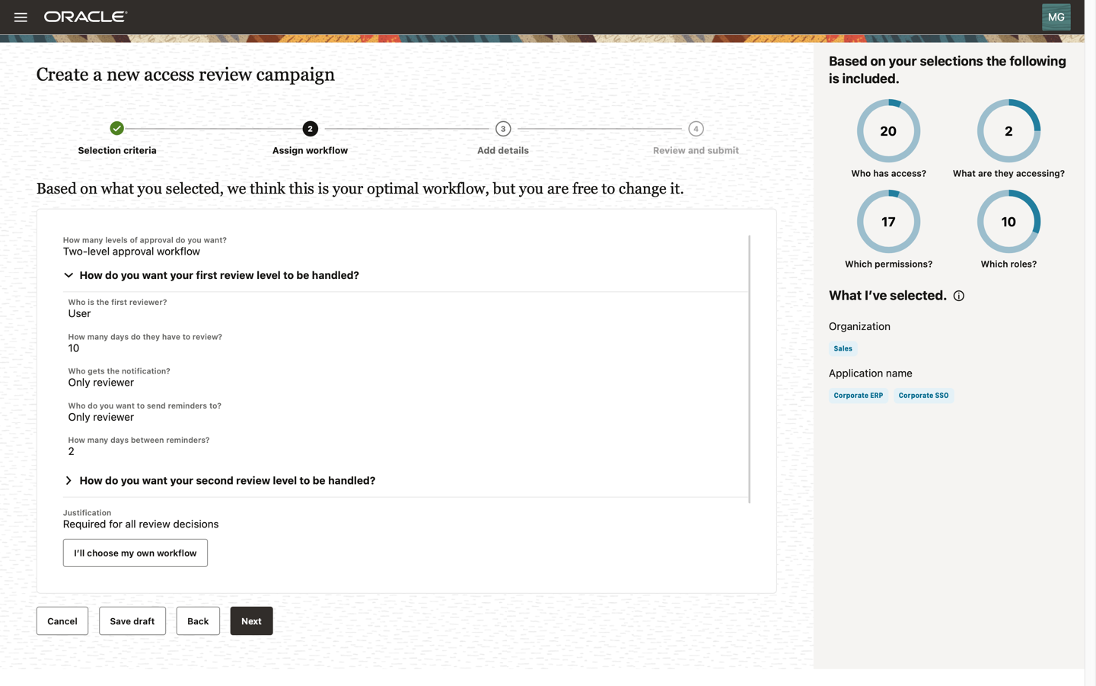 ORACLE
MG
Create a new access review campaign
2
3
4
Selection criteria
Assign workflow
Add details
Review and submit
Based on what you selected, we think this is your optimal workflow, but you are free to change it.
How many levels of approval do you want?
Two-level approval workflow
How do you want your first review level to be handled?
Who is the first reviewer?
User
How many days do they have to review?
10
Who gets the notification?
Only reviewer
Who do you want to send reminders to?
Only reviewer
How many days between reminders?
2
How do you want your second review level to be handled?
Justification
Required for all review decisions
I'll choose my own workflow
Cancel
Save draft
Back
Next
Based on your selections the following
is included.
20
2
Who has access?
What are they accessing?
17
10
Which permissions?
Which roles?
What I've selected.
Organization
Sales
Application name
Corporate ERP
Corporate SSO